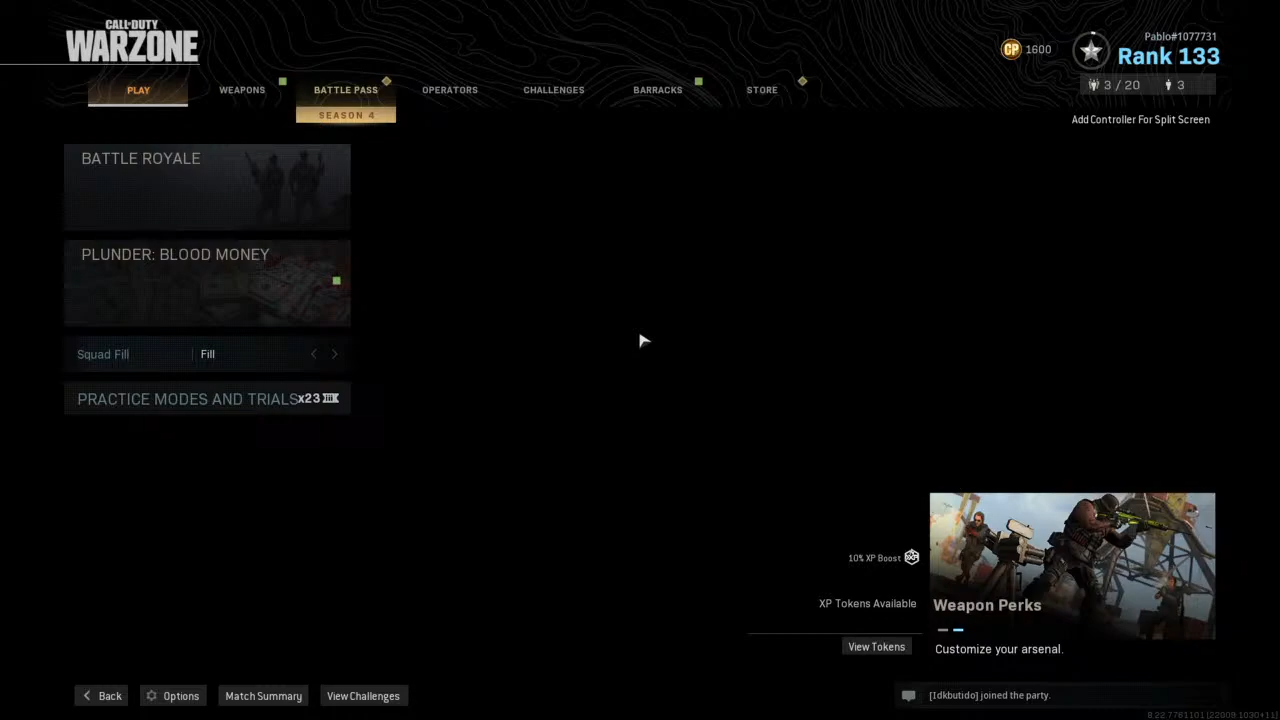 CALL OF DUTY
WARZONE
CP 1600
Pablo#1077731
Rank 133
3 / 20 3
Add Controller For Split Screen
PLAY WEAPONS BATTLE PASS OPERATORS CHALLENGES BARRACKS STORE
SEASON 4
BATTLE ROYALE
PLUNDER: BLOOD MONEY
Squad Fill Fill
PRACTICE MODES AND TRIALS x23
10% XP Boost
XP Tokens Available
View Tokens
Weapon Perks
Customize your arsenal.
Back Options Match Summary View Challenges
[Idkbutido] joined the party.